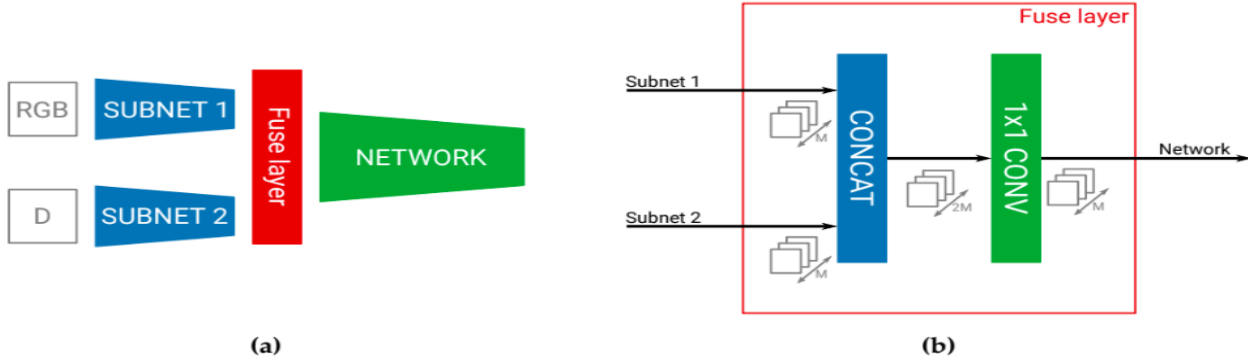 RGB
SUBNET 1
D
SUBNET 2
Fuse layer
NETWORK
(a)
Fuse layer
Subnet 1
M
Subnet 2
M
CONCAT
2M
1x1 CONV
M
Network
(b)